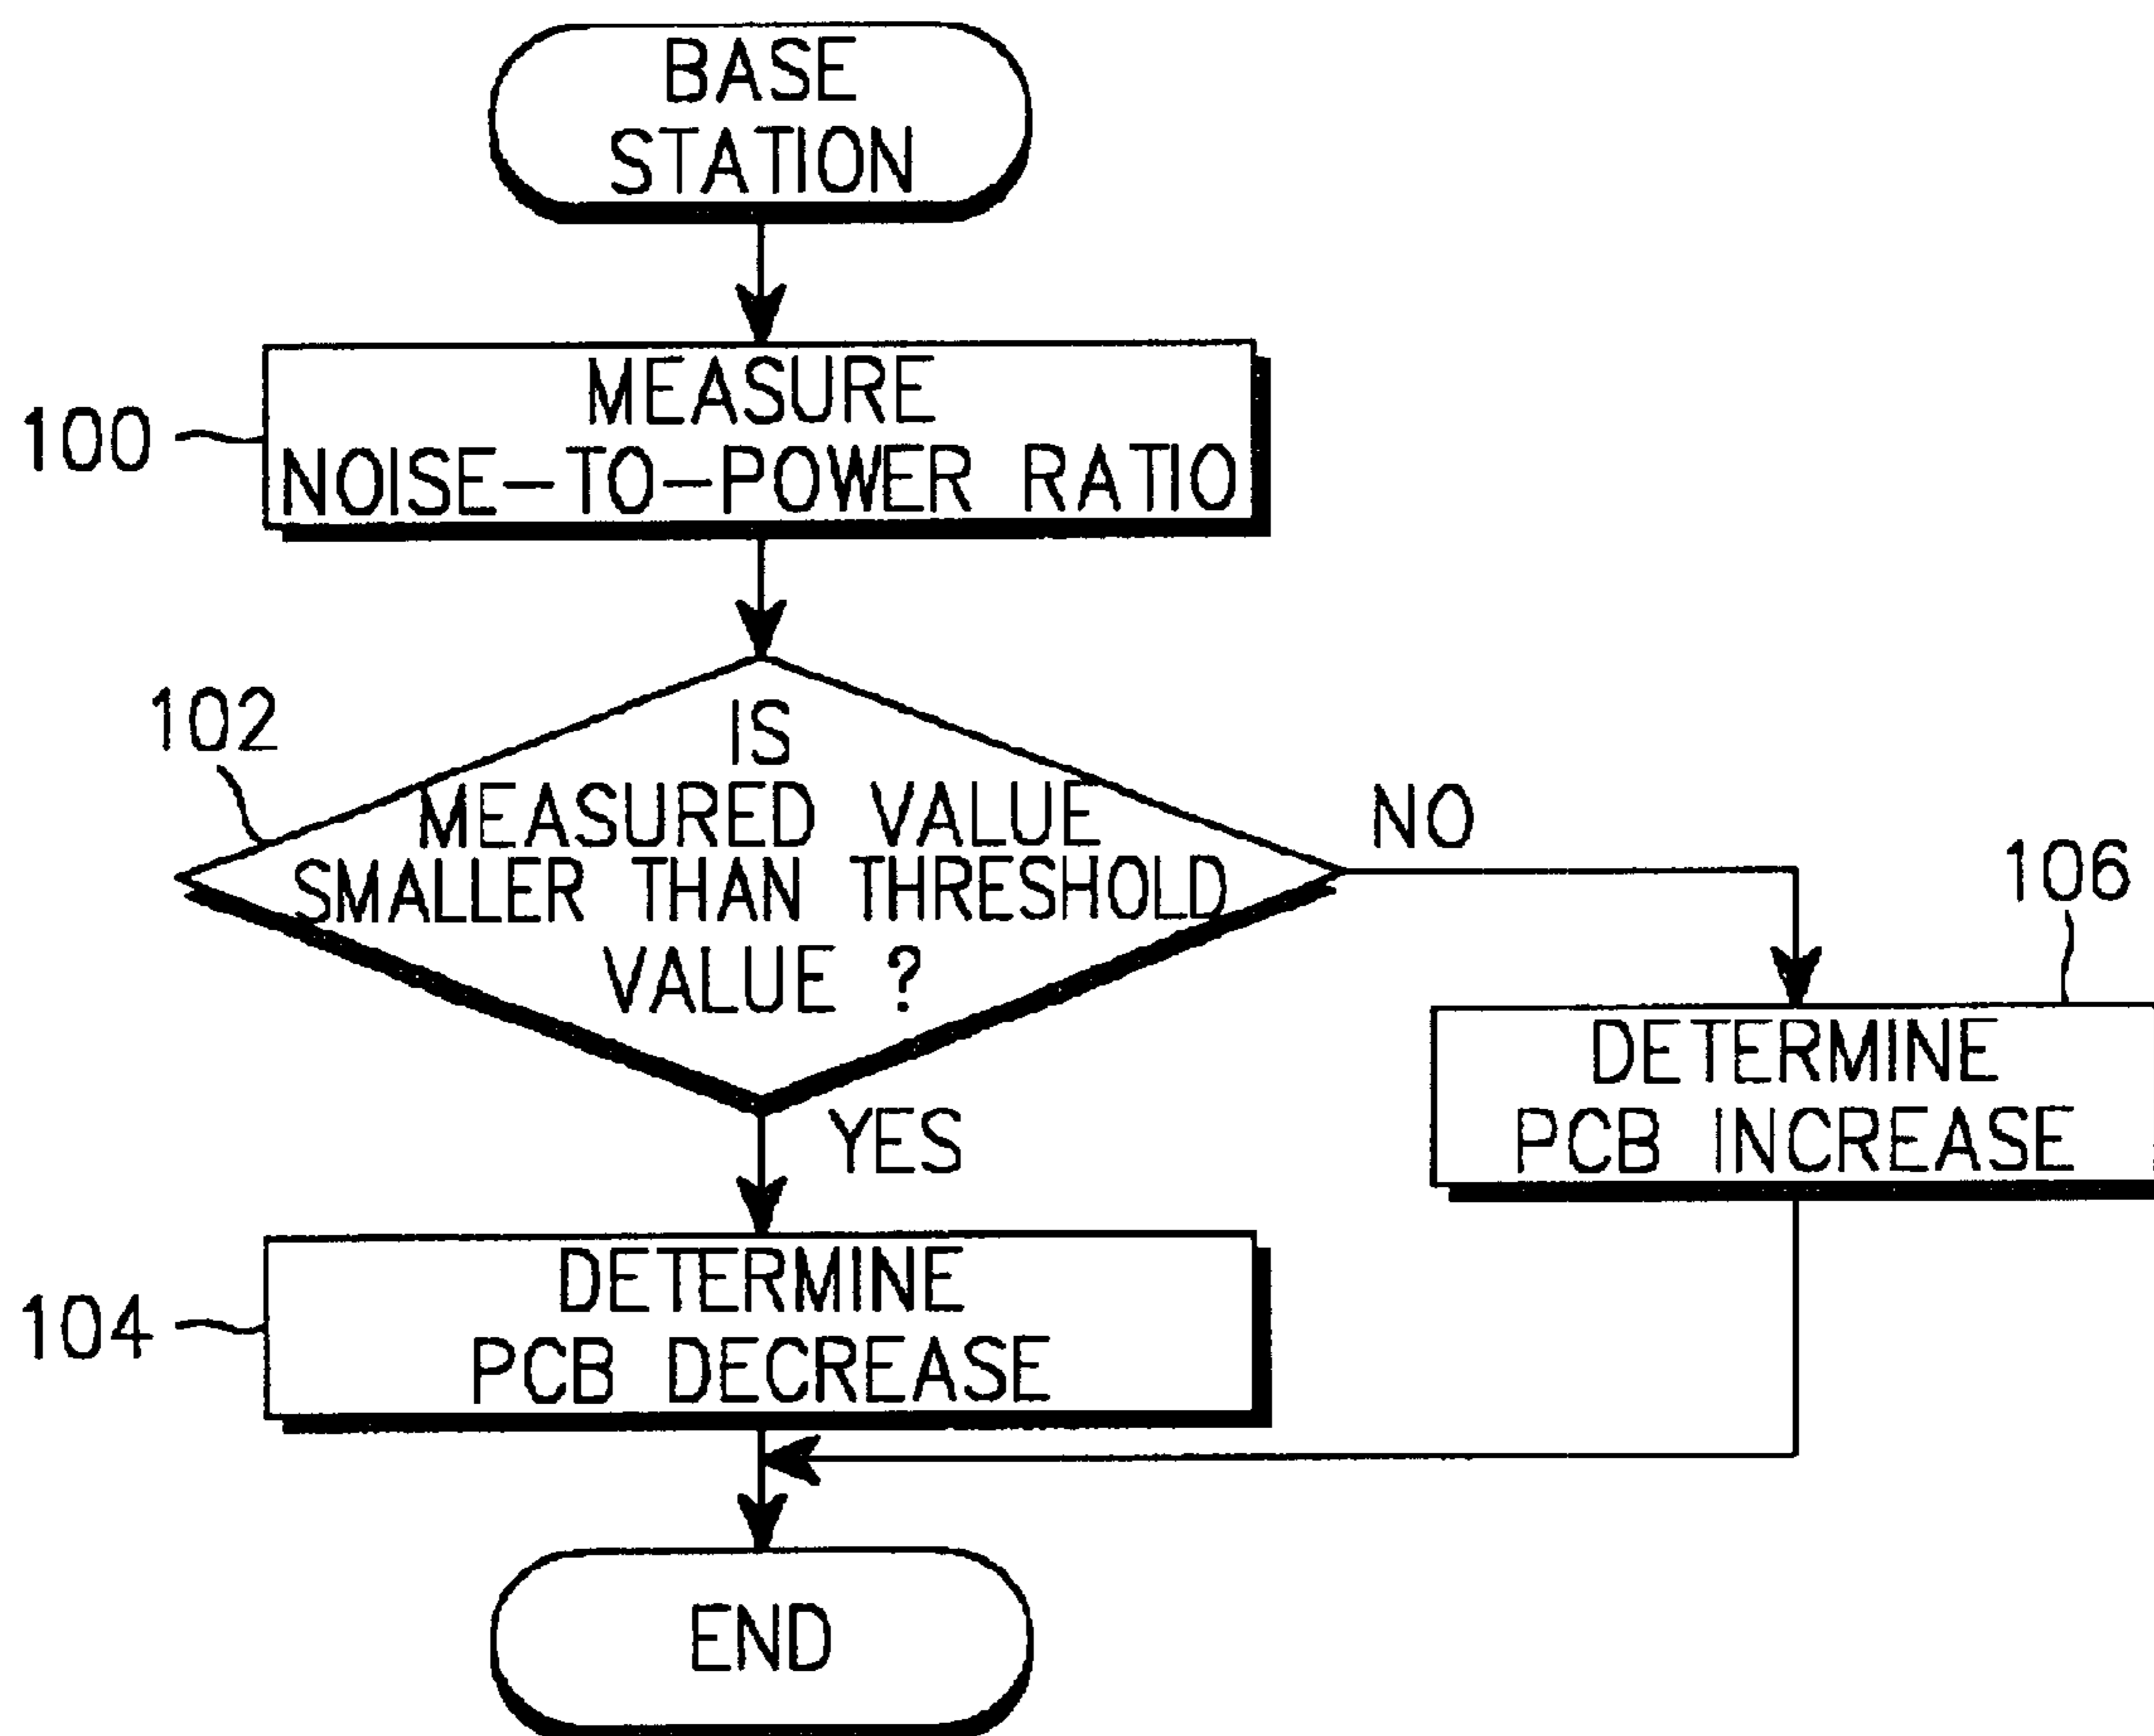 BASE
STATION
100
MEASURE
NOISE-TO-POWER RATIO
102
IS
MEASURED VALUE
SMALLER THAN THRESHOLD
VALUE ?
NO
106
DETERMINE
PCB INCREASE
YES
104
DETERMINE
PCB DECREASE
END